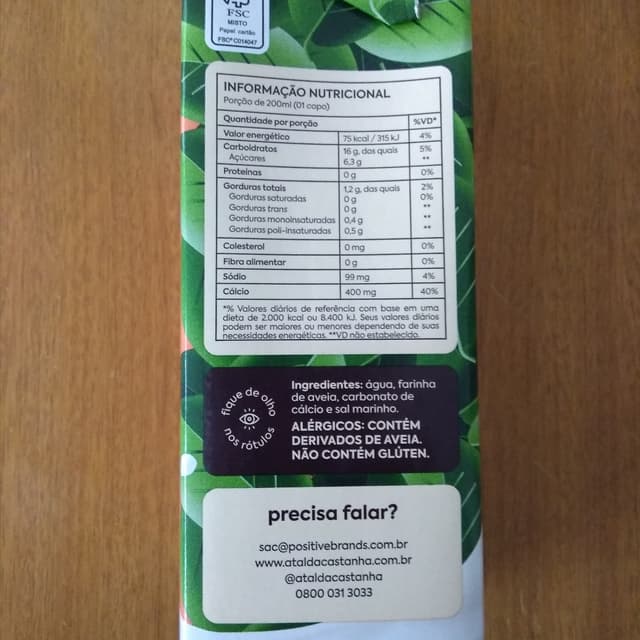 FSC
MISTO
Papel cartão
FSC® C014047
INFORMAÇÃO NUTRICIONAL
Porção de 200ml (01 copo)
Quantidade por porção %VD*
Valor energético 75 kcal / 315 kJ 4%
Carboidratos 16 g, dos quais 5%
Açúcares 6,3 g **
Proteínas 0 g 0%
Gorduras totais 1,2 g, das quais 2%
Gorduras saturadas 0 g 0%
Gorduras trans 0 g **
Gorduras monoinsaturadas 0,4 g **
Gorduras poli-insaturadas 0,5 g **
Colesterol 0 mg 0%
Fibra alimentar 0 g 0%
Sódio 99 mg 4%
Cálcio 400 mg 40%
*% Valores diários de referência com base em uma
dieta de 2.000 kcal ou 8.400 kJ. Seus valores diários
podem ser maiores ou menores dependendo de suas
necessidades energéticas. **VD não estabelecido.
fique de olho
nos rótulos
Ingredientes: água, farinha
de aveia, carbonato de
cálcio e sal marinho.
ALÉRGICOS: CONTÉM
DERIVADOS DE AVEIA.
NÃO CONTÉM GLÚTEN.
precisa falar?
sac@positivebrands.com.br
www.ataldacastanha.com.br
@ataldacastanha
0800 031 3033